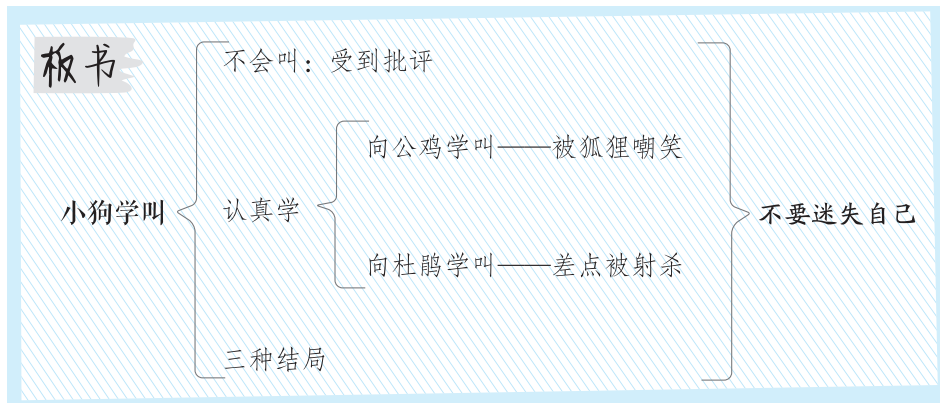 板书
不会叫：受到批评
向公鸡学叫——被狐狸嘲笑
小狗学叫
认真学
不要迷失自己
向杜鹃学叫——差点被射杀
三种结局